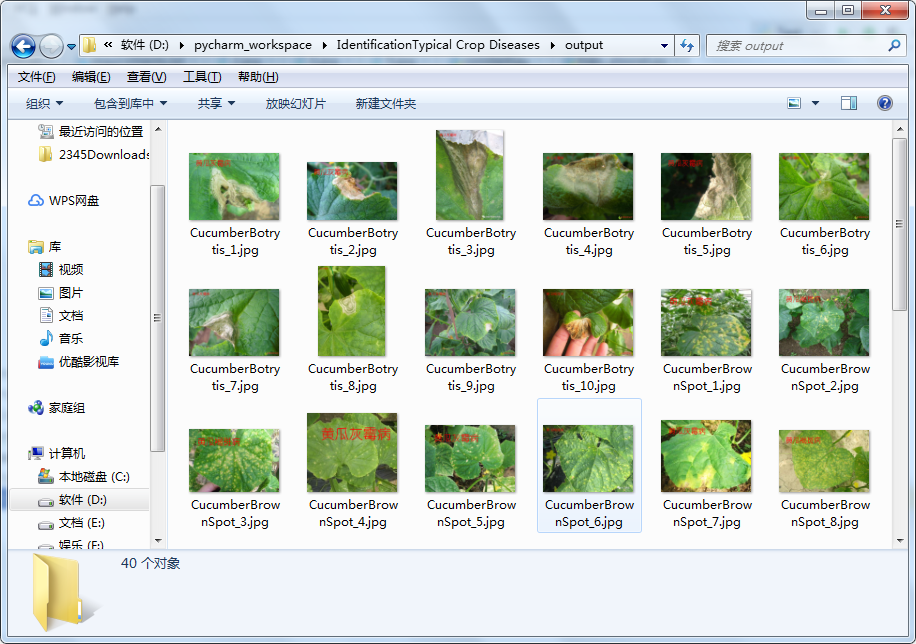 « 软件 (D:) ▸ pycharm_workspace ▸ IdentificationTypical Crop Diseases ▸ output
搜索 output
文件(F) 编辑(E) 查看(V) 工具(T) 帮助(H)
组织 包含到库中 共享 放映幻灯片 新建文件夹
最近访问的位置
2345Downloads
WPS网盘
库
视频
图片
文档
音乐
优酷影视库
家庭组
计算机
本地磁盘 (C:)
软件 (D:)
文档 (E:)
娱乐 (F:)
CucumberBotrytis_1.jpg
CucumberBotrytis_2.jpg
CucumberBotrytis_3.jpg
CucumberBotrytis_4.jpg
CucumberBotrytis_5.jpg
CucumberBotrytis_6.jpg
CucumberBotrytis_7.jpg
CucumberBotrytis_8.jpg
CucumberBotrytis_9.jpg
CucumberBotrytis_10.jpg
CucumberBrownSpot_1.jpg
CucumberBrownSpot_2.jpg
黄瓜灰霉病
CucumberBrownSpot_3.jpg
CucumberBrownSpot_4.jpg
CucumberBrownSpot_5.jpg
CucumberBrownSpot_6.jpg
CucumberBrownSpot_7.jpg
CucumberBrownSpot_8.jpg
40 个对象